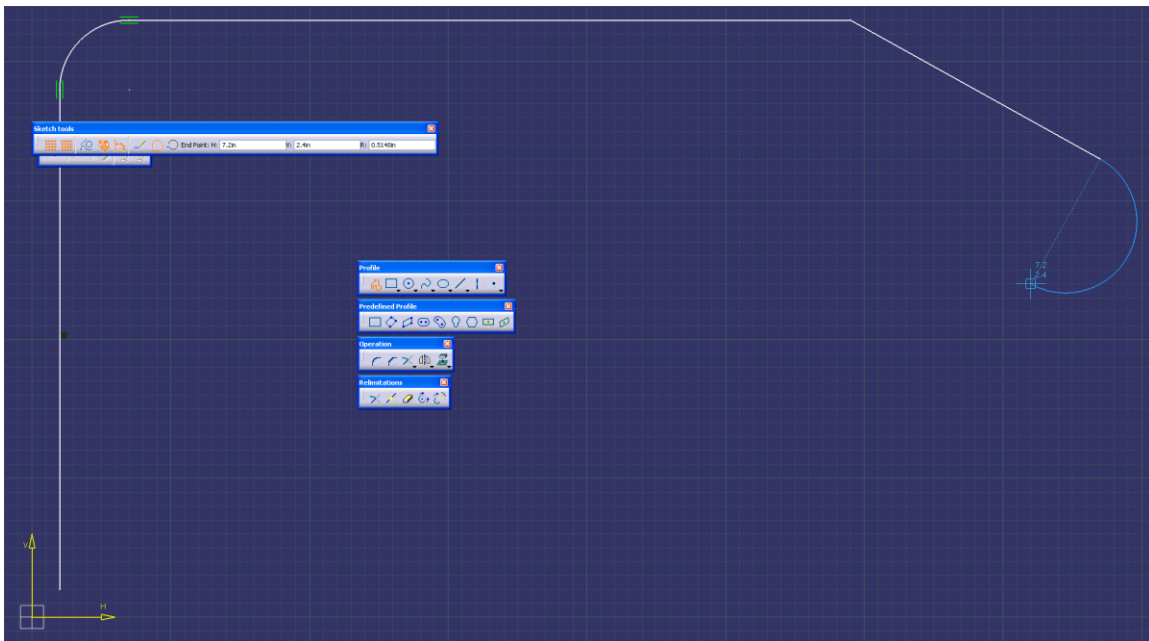 Sketch tools
End Point: H: 7.2in V: 2.4in R: 0.5148in
7.2
2.4
Profile
Predefined Profile
Operation
Relimitations
V
H